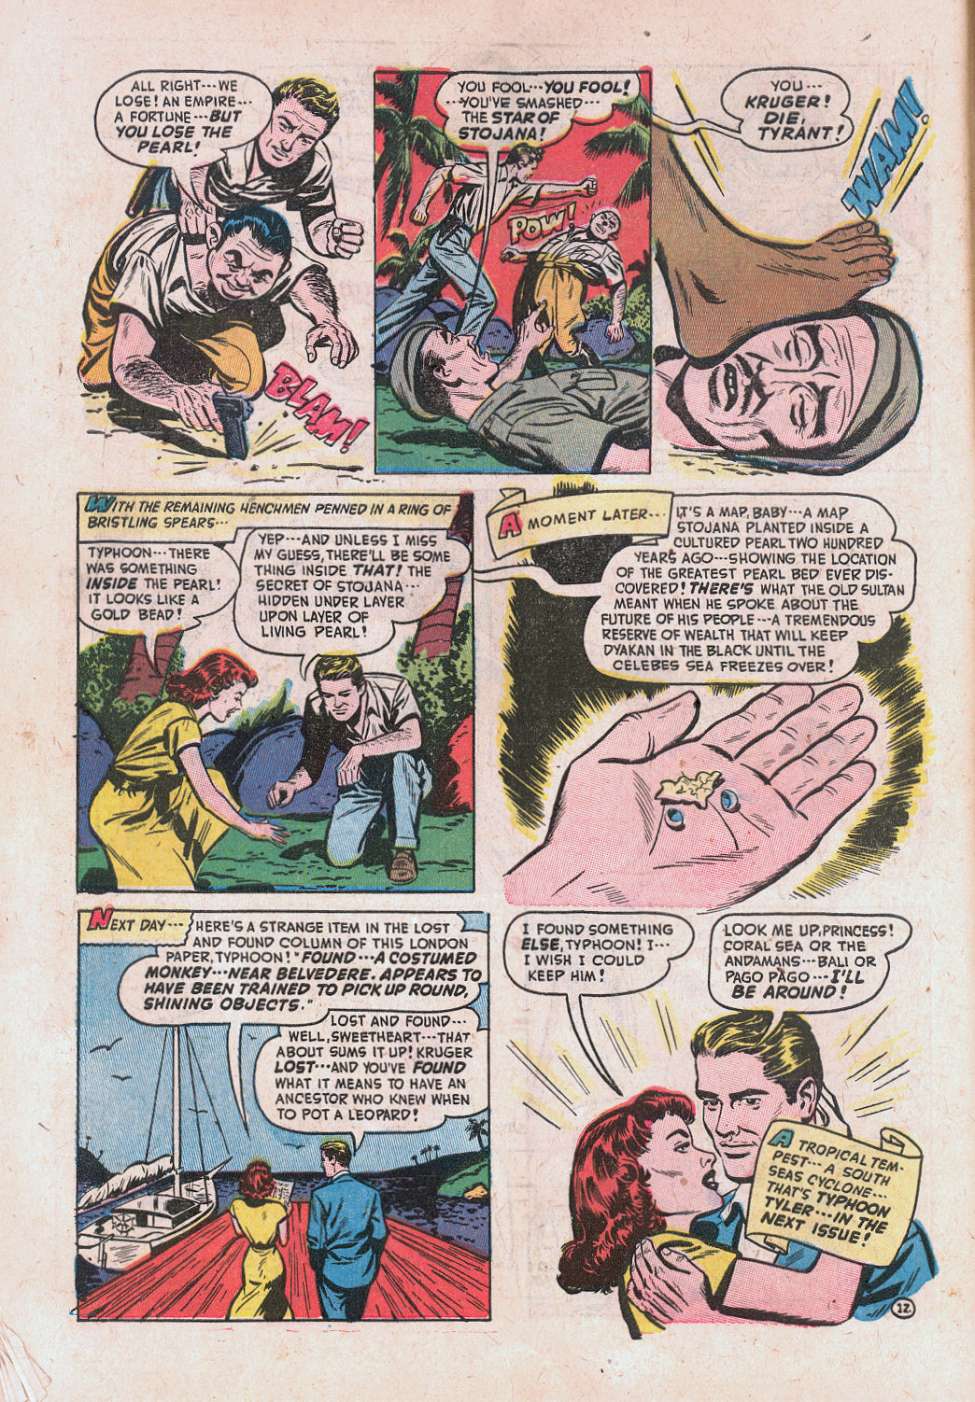 ALL RIGHT---WE
LOSE! AN EMPIRE---
A FORTUNE---BUT
YOU LOSE THE
PEARL!
BLAM!
YOU FOOL---YOU FOOL!
---YOU'VE SMASHED---
THE STAR OF
STOJANA!
POW!
YOU---
KRUGER!
DIE,
TYRANT!
WAM!
WITH THE REMAINING HENCHMEN PENNED IN A RING OF
BRISTLING SPEARS---
TYPHOON---THERE
WAS SOMETHING
INSIDE THE PEARL!
IT LOOKS LIKE A
GOLD BEAD!
YEP---AND UNLESS I MISS
MY GUESS, THERE'LL BE SOME
THING INSIDE THAT! THE
SECRET OF STOJANA---
HIDDEN UNDER LAYER
UPON LAYER OF
LIVING PEARL!
A MOMENT LATER---
IT'S A MAP, BABY---A MAP
STOJANA PLANTED INSIDE A
CULTURED PEARL TWO HUNDRED
YEARS AGO---SHOWING THE LOCATION
OF THE GREATEST PEARL BED EVER DIS-
COVERED! THERE'S WHAT THE OLD SULTAN
MEANT WHEN HE SPOKE ABOUT THE
FUTURE OF HIS PEOPLE---A TREMENDOUS
RESERVE OF WEALTH THAT WILL KEEP
DYAKAN IN THE BLACK UNTIL THE
CELEBES SEA FREEZES OVER!
NEXT DAY---
HERE'S A STRANGE ITEM IN THE LOST
AND FOUND COLUMN OF THIS LONDON
PAPER, TYPHOON! "FOUND---A COSTUMED
MONKEY---NEAR BELVEDERE. APPEARS TO
HAVE BEEN TRAINED TO PICK UP ROUND,
SHINING OBJECTS."
LOST AND FOUND---
WELL, SWEETHEART---THAT
ABOUT SUMS IT UP! KRUGER
LOST---AND YOU'VE FOUND
WHAT IT MEANS TO HAVE AN
ANCESTOR WHO KNEW WHEN
TO POT A LEOPARD!
I FOUND SOMETHING
ELSE, TYPHOON! I---
I WISH I COULD
KEEP HIM!
LOOK ME UP, PRINCESS!
CORAL SEA OR THE
ANDAMANS---BALI OR
PAGO PAGO---I'LL
BE AROUND!
A TROPICAL TEM-
PEST--- A SOUTH
SEAS CYCLONE---
THAT'S TYPHOON
TYLER---IN THE
NEXT ISSUE!
12